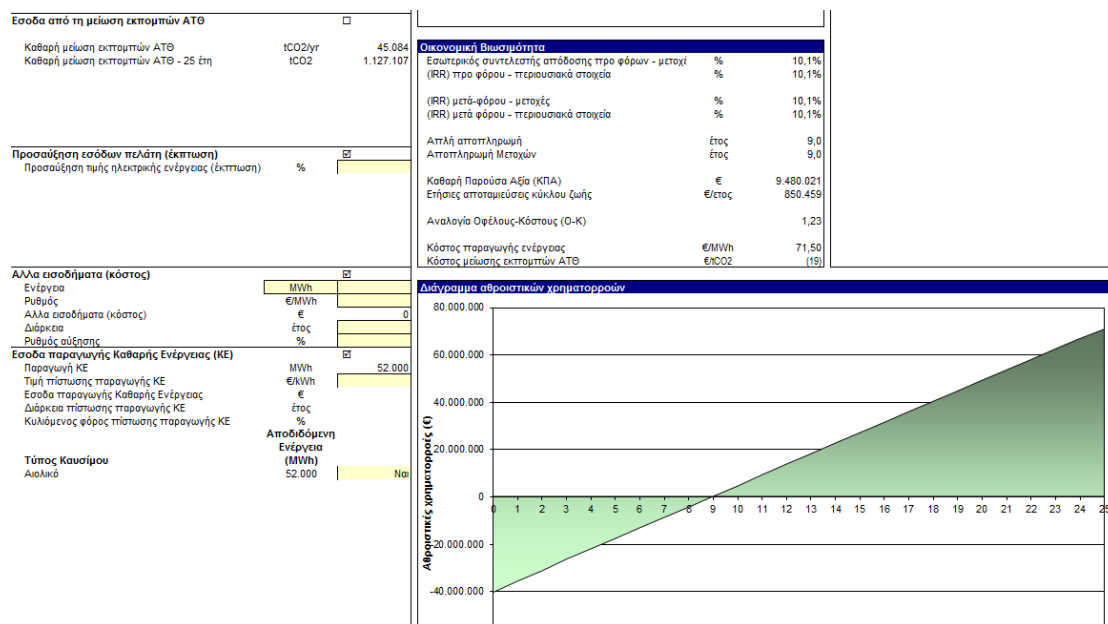 Εσοδα από τη μείωση εκπομπών ΑΤΘ ☐
Καθαρή μείωση εκπομπών ΑΤΘ tCO2/yr 45.084
Καθαρή μείωση εκπομπών ΑΤΘ - 25 έτη tCO2 1.127.107
Προσαύξηση εσόδων πελάτη (έκπτωση) ☑
Προσαύξηση τιμής ηλεκτρικής ενέργειας (έκπτωση) %
Αλλα εισοδήματα (κόστος) ☑
Ενέργεια MWh
Ρυθμός €/MWh
Αλλα εισοδήματα (κόστος) € 0
Διάρκεια έτος
Ρυθμός αύξησης %
Εσοδα παραγωγής Καθαρής Ενέργειας (ΚΕ) ☑
Παραγωγή ΚΕ MWh 52.000
Τιμή πίστωσης παραγωγής ΚΕ €/kWh
Εσοδα παραγωγής Καθαρής Ενέργειας €
Διάρκεια πίστωσης παραγωγής ΚΕ έτος
Κυλιόμενος φόρος πίστωσης παραγωγής ΚΕ %
Αποδιδόμενη
Ενέργεια
Τύπος Καυσίμου (MWh)
Αιολικό 52.000 Ναι
Οικονομική Βιωσιμότητα
Εσωτερικός συντελεστής απόδοσης προ φόρων - μετοχέ % 10,1%
(IRR) προ φόρου - περιουσιακά στοιχεία % 10,1%
(IRR) μετά-φόρου - μετοχές % 10,1%
(IRR) μετά φόρου - περιουσιακά στοιχεία % 10,1%
Απλή αποπληρωμή έτος 9,0
Αποπληρωμή Μετοχών έτος 9,0
Καθαρή Παρούσα Αξία (ΚΠΑ) € 9.480.021
Ετήσιες αποταμιεύσεις κύκλου ζωής €/ετος 850.459
Αναλογία Οφέλους-Κόστους (Ο-Κ) 1,23
Κόστος παραγωγής ενέργειας €/MWh 71,50
Κόστος μείωσης εκπομπών ΑΤΘ €/tCO2 (19)
Διάγραμμα αθροιστικών χρηματορροών
Αθροιστικές χρηματορροές (€)
80.000.000
60.000.000
40.000.000
20.000.000
0
0 1 2 3 4 5 6 7 8 9 10 11 12 13 14 15 16 17 18 19 20 21 22 23 24 25
-20.000.000
-40.000.000